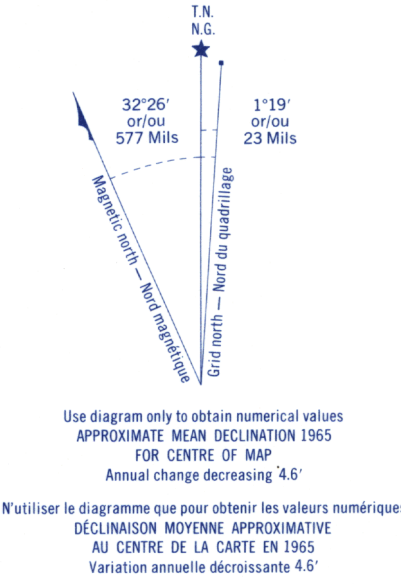 T.N.
N.G.
32°26′
or/ou
577 Mils
1°19′
or/ou
23 Mils
Magnetic north — Nord magnétique
Grid north — Nord du quadrillage
Use diagram only to obtain numerical values
APPROXIMATE MEAN DECLINATION 1965
FOR CENTRE OF MAP
Annual change decreasing 4.6′
N'utiliser le diagramme que pour obtenir les valeurs numériques
DÉCLINAISON MOYENNE APPROXIMATIVE
AU CENTRE DE LA CARTE EN 1965
Variation annuelle décroissante 4.6′